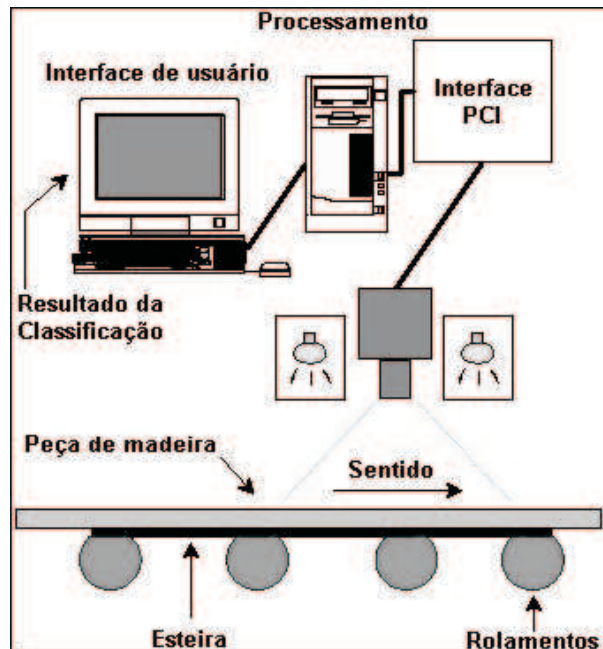 Processamento
Interface de usuário
Interface
PCI
Resultado da
Classificação
Peça de madeira
Sentido
Esteira
Rolamentos